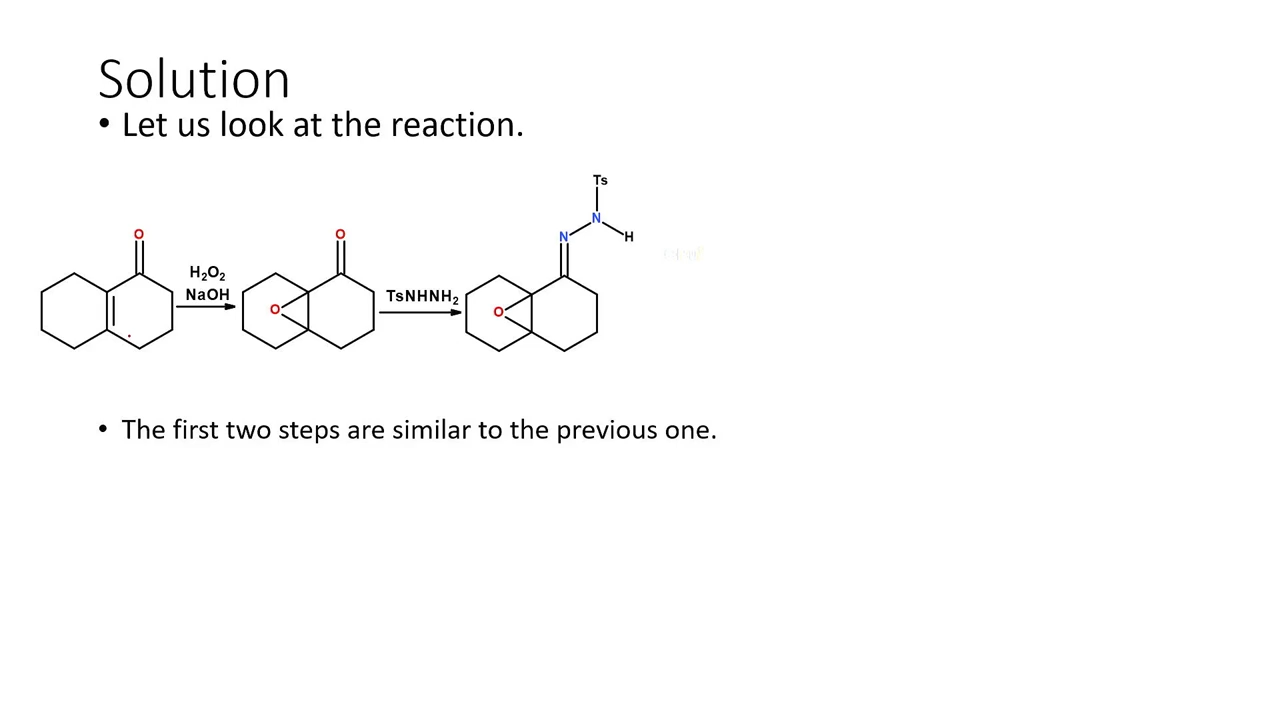 Solution
• Let us look at the reaction.
Ts
N
N H
O
O
H₂O₂
NaOH
O
TsNHNH₂
O
• The first two steps are similar to the previous one.